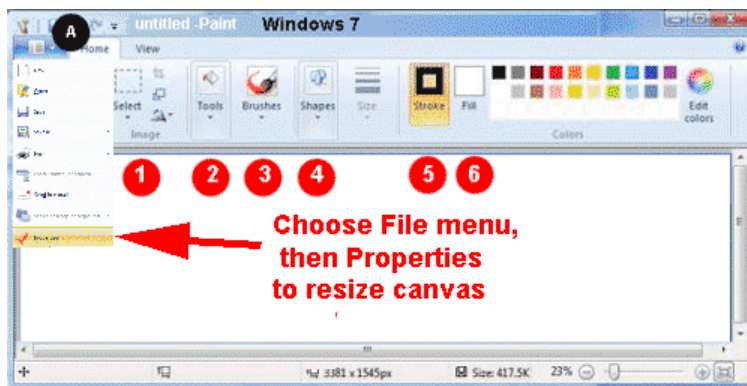 untitled -Paint Windows 7
A
Home View
Select Tools Brushes Shapes Size Stroke Fill Edit colors
Image Colors
1 2 3 4 5 6
Choose File menu,
then Properties
to resize canvas
3381 x 1545px Size: 417.5K 23%